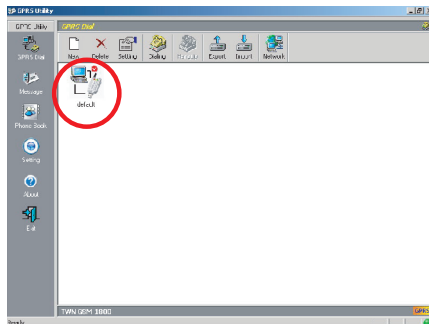 GPRS Utility
GPRS Utility
GPRS Dial
New Delete Setting Dialing Hangup Export Import Network
GPRS Dial
Message
Phone Book
Setting
About
Exit
default
TWN GSM 1800
GPRS
Ready